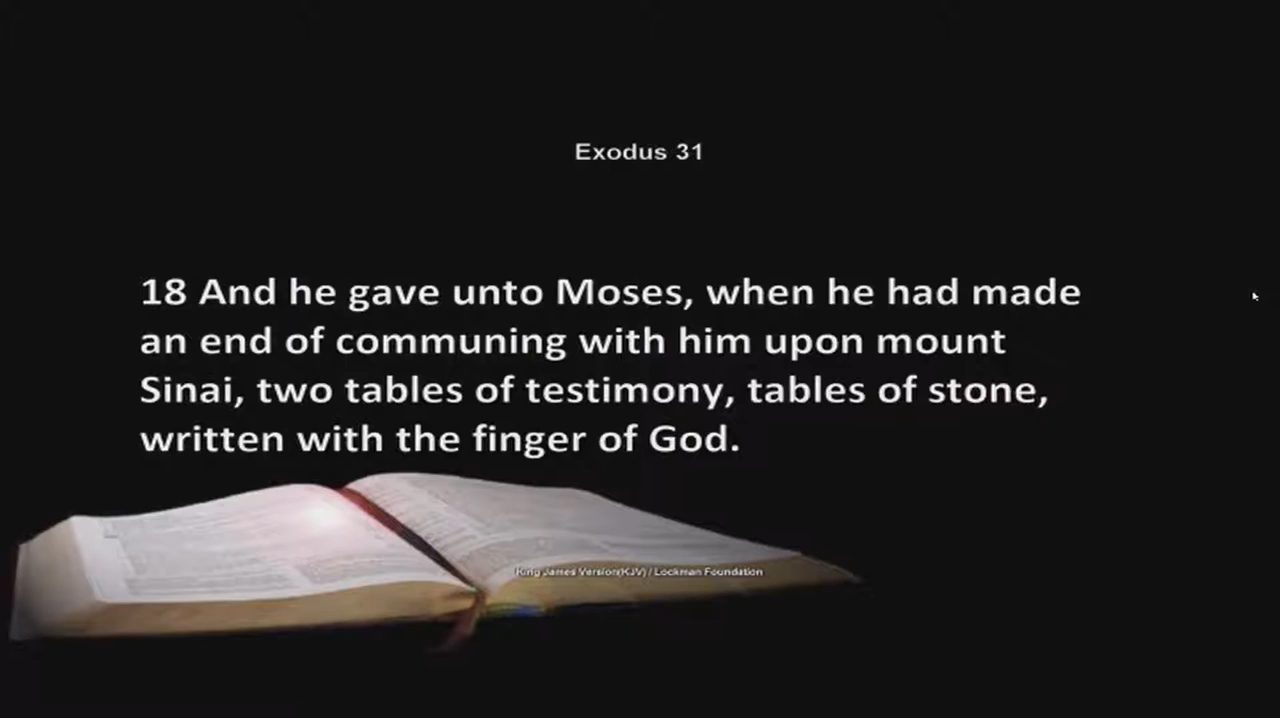 Exodus 31
18 And he gave unto Moses, when he had made
an end of communing with him upon mount
Sinai, two tables of testimony, tables of stone,
written with the finger of God.
King James Version(KJV) / Lockman Foundation